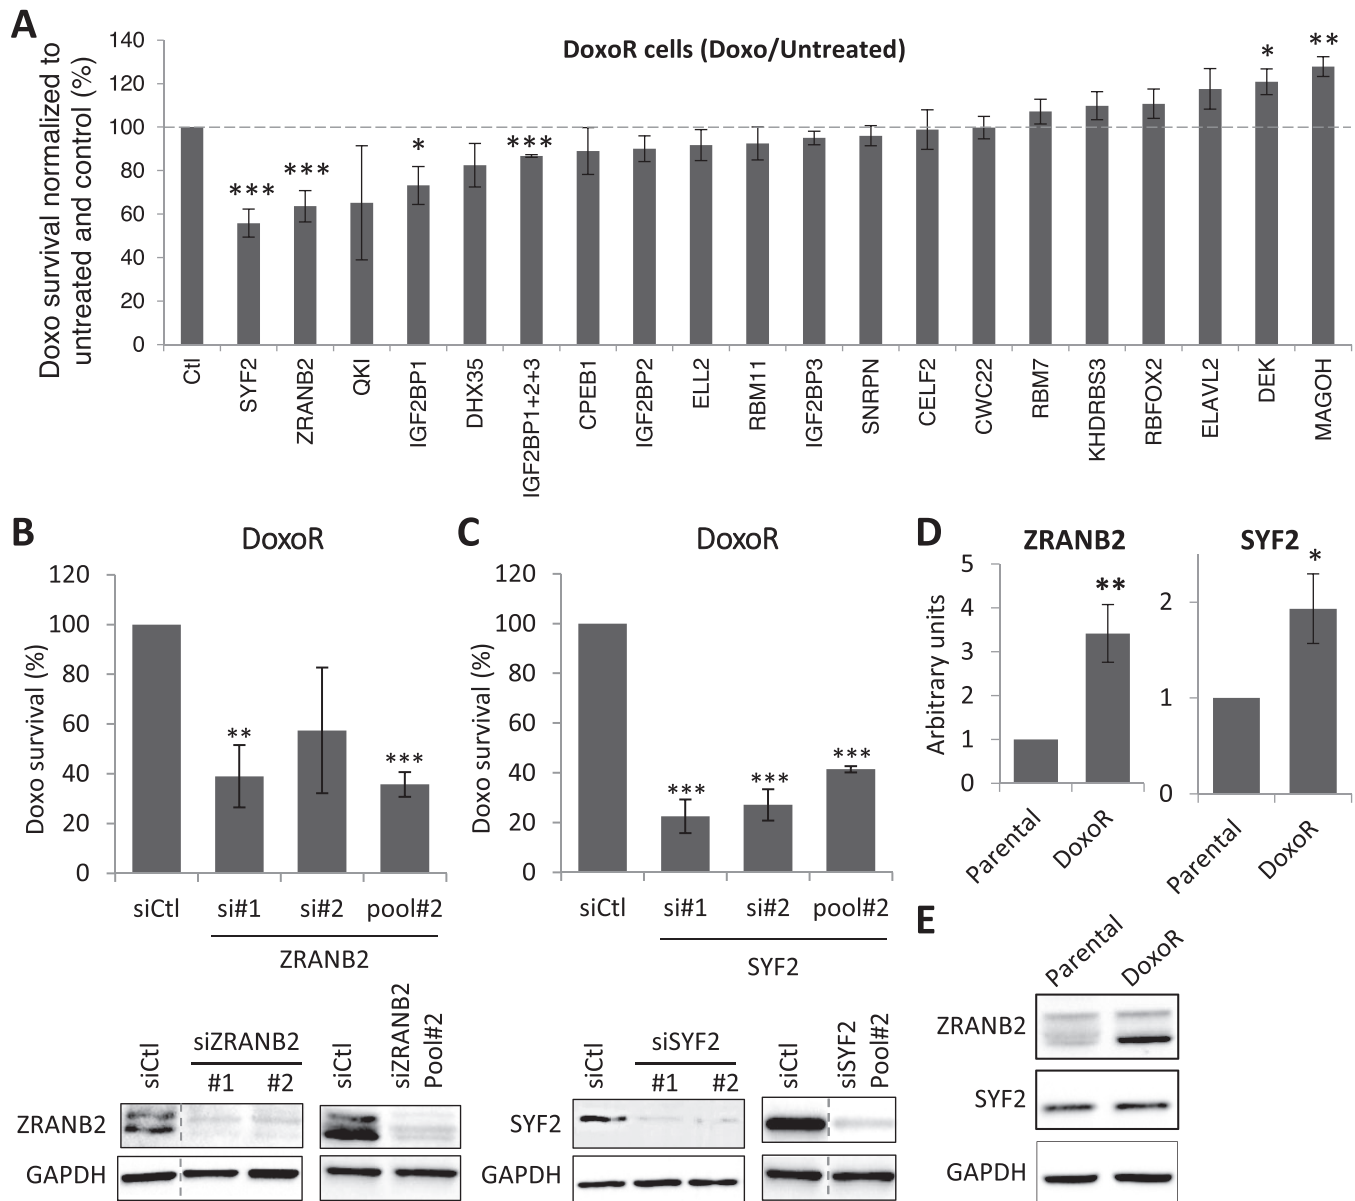 A
DoxoR cells (Doxo/Untreated)
Doxo survival normalized to
untreated and control (%)
140
120
100
80
60
40
20
0
*** *** * *** * **
Ctl SYF2 ZRANB2 QKI IGF2BP1 DHX35 IGF2BP1+2+3 CPEB1 IGF2BP2 ELL2 RBM11 IGF2BP3 SNRPN CELF2 CWC22 RBM7 KHDRBS3 RBFOX2 ELAVL2 DEK MAGOH
B
DoxoR
Doxo survival (%)
120
100
80
60
40
20
0
** ***
siCtl si#1 si#2 pool#2
ZRANB2
siCtl
siZRANB2
#1 #2
siCtl
siZRANB2
Pool#2
ZRANB2
GAPDH
C
DoxoR
Doxo survival (%)
120
100
80
60
40
20
0
*** *** ***
siCtl si#1 si#2 pool#2
SYF2
siCtl
siSYF2
#1 #2
siCtl
siSYF2
Pool#2
SYF2
GAPDH
D
ZRANB2
Arbitrary units
5
4
3
2
1
0
**
Parental DoxoR
SYF2
2
1
0
*
Parental DoxoR
E
Parental DoxoR
ZRANB2
SYF2
GAPDH